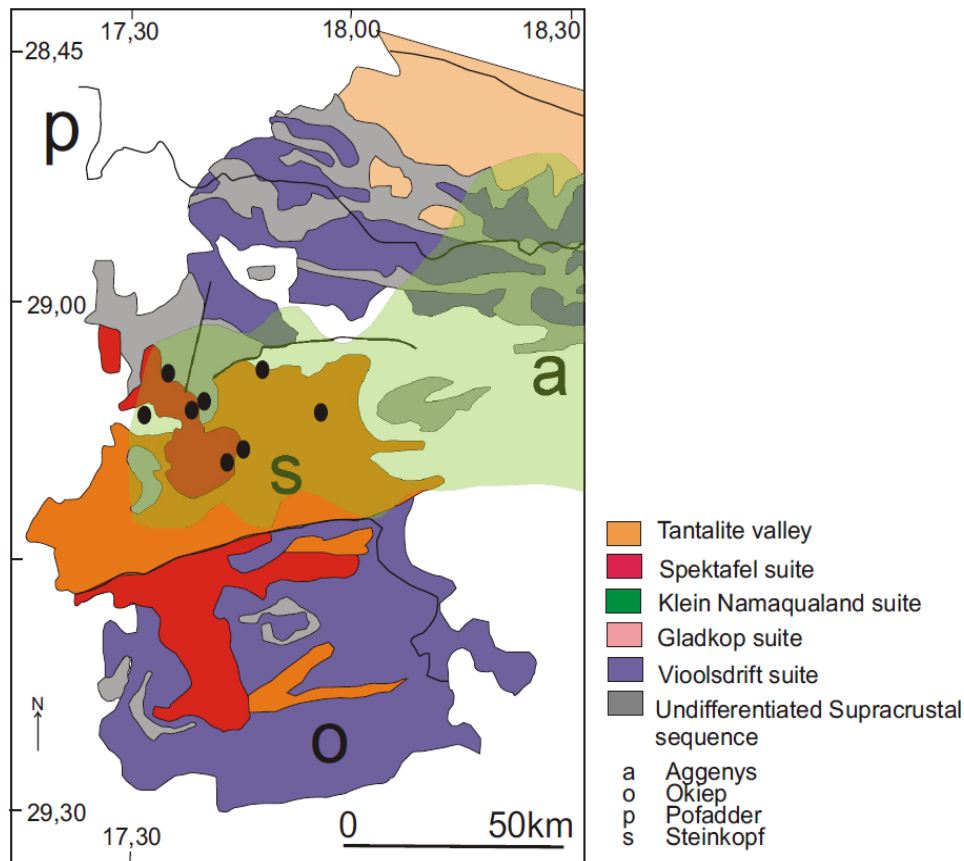 17,30 18,00 18,30
28,45
p
29,00
a
s
Tantalite valley
Spektafel suite
Klein Namaqualand suite
Gladkop suite
Vioolsdrift suite
Undifferentiated Supracrustal
sequence
N
o
a Aggenys
o Okiep
p Pofadder
s Steinkopf
29,30
0 50km
17,30